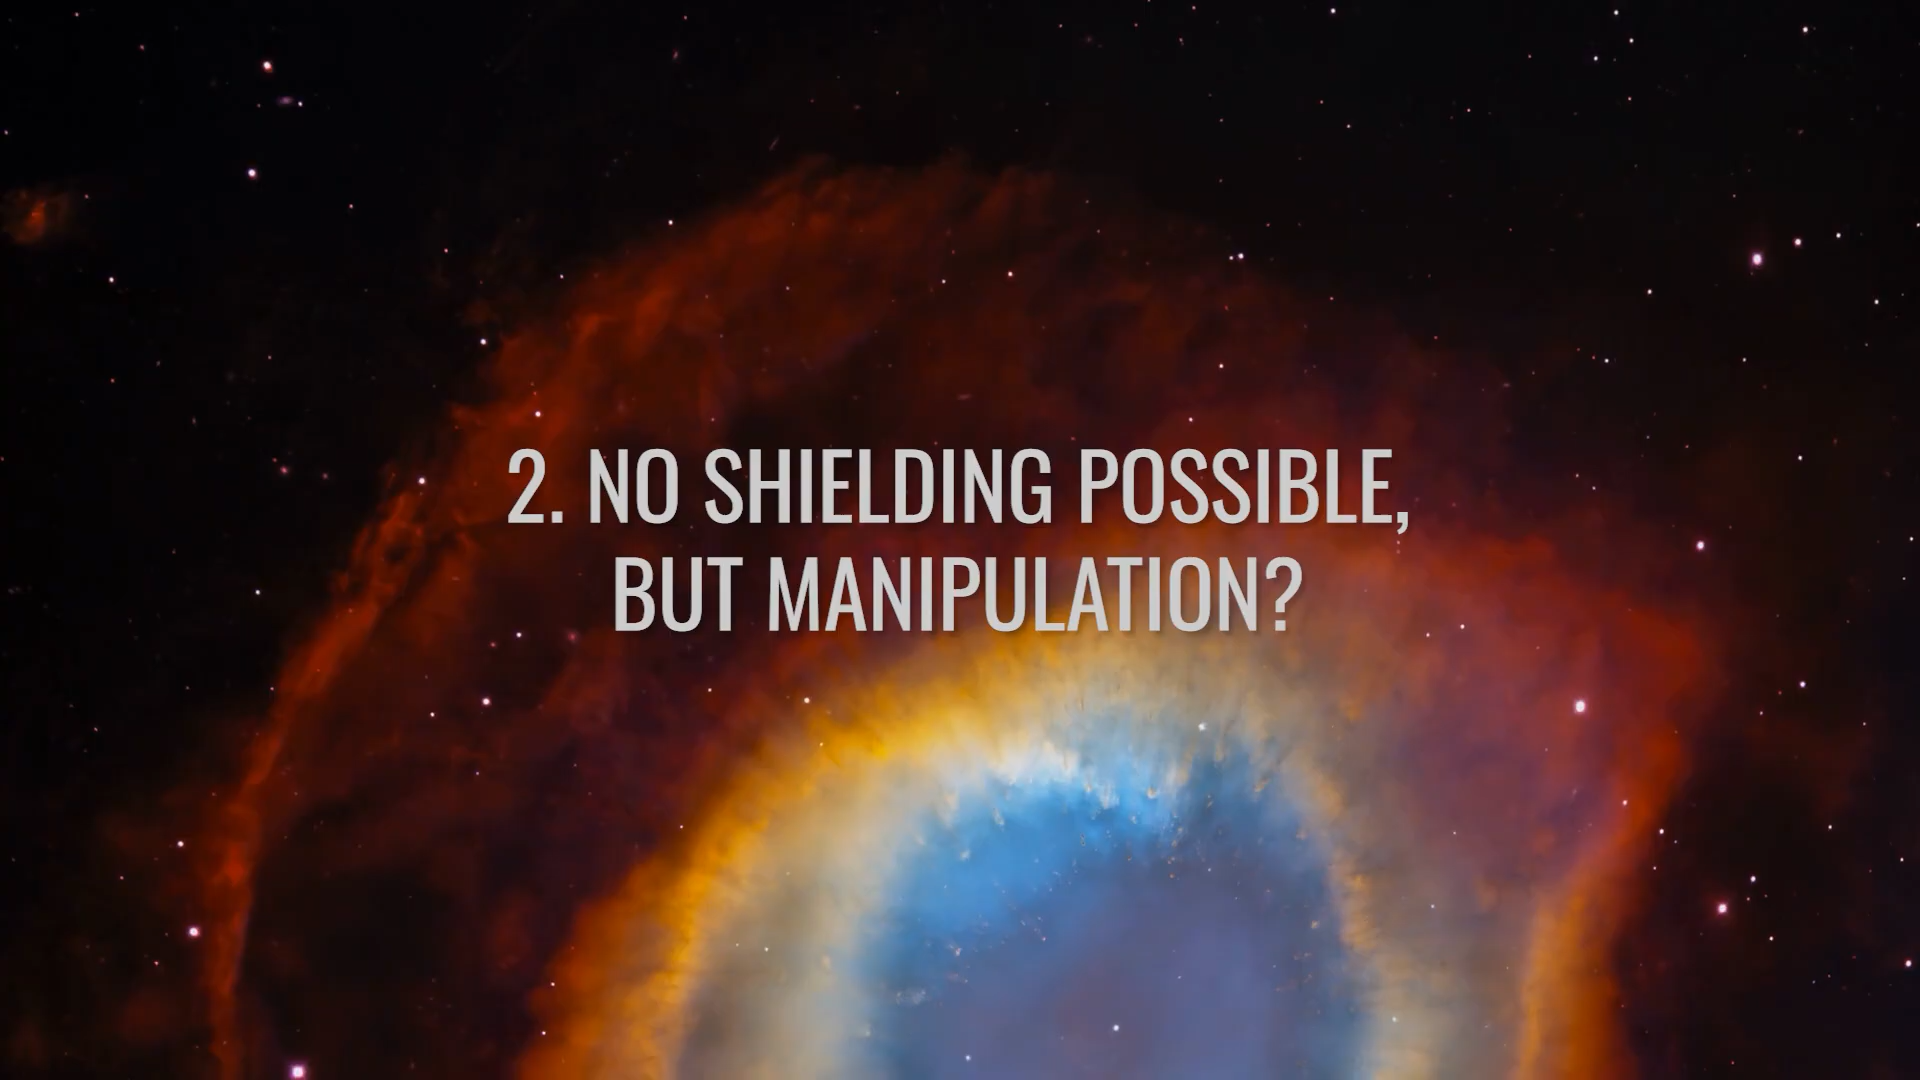 2. NO SHIELDING POSSIBLE,
BUT MANIPULATION?